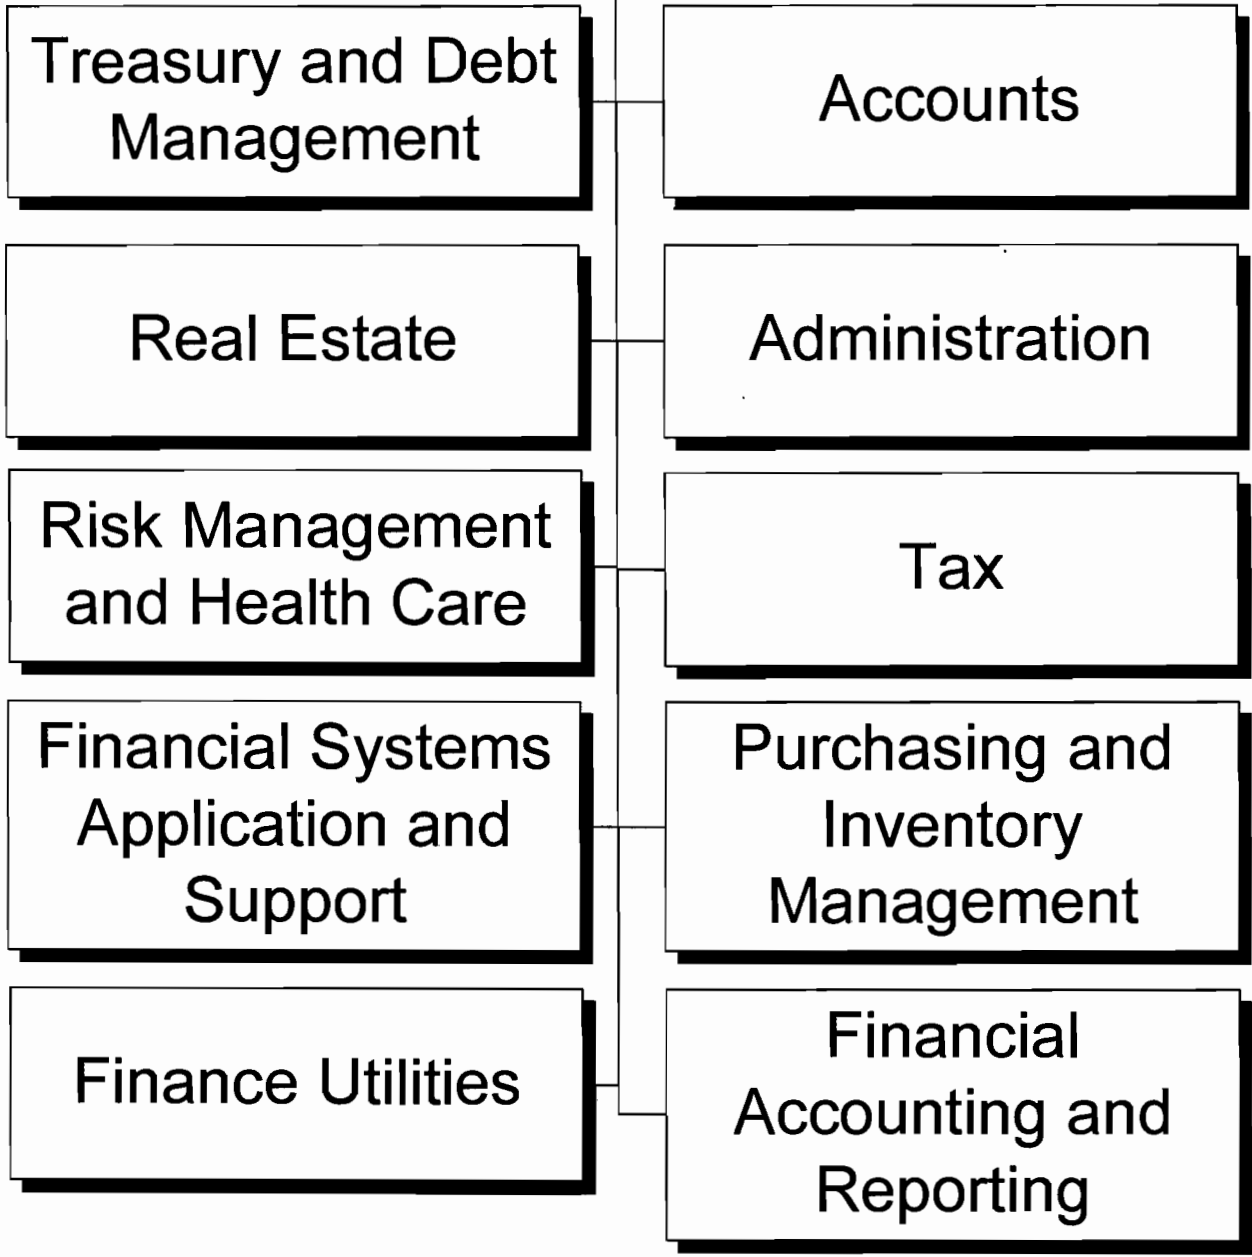 Treasury and Debt
Management
Accounts
Real Estate
Administration
Risk Management
and Health Care
Tax
Financial Systems
Application and
Support
Purchasing and
Inventory
Management
Finance Utilities
Financial
Accounting and
Reporting